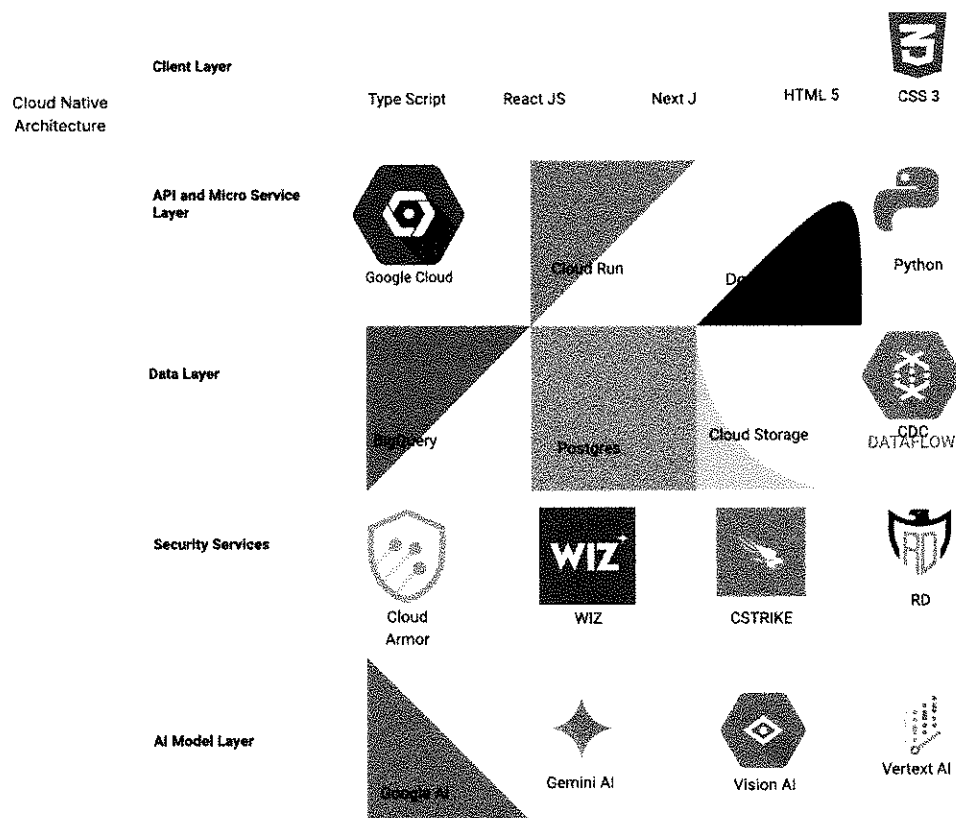 Cloud Native
Architecture
Client Layer
Type Script
React JS
Next J
HTML 5
CSS 3
API and Micro Service
Layer
Google Cloud
Cloud Run
Python
Data Layer
BigQuery
Postgres
Cloud Storage
CDC
DATAFLOW
Security Services
Cloud
Armor
WIZ
WIZ
CSTRIKE
RD
RD
AI Model Layer
Google AI
Gemini AI
Vision AI
Vertext AI